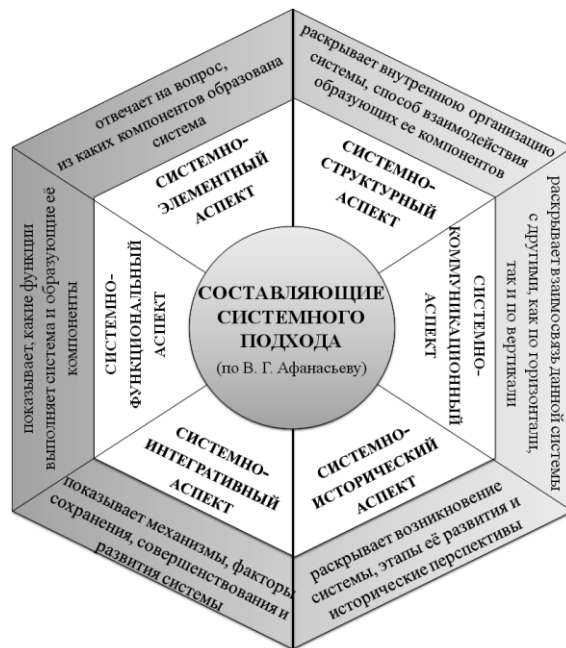 СОСТАВЛЯЮЩИЕ
СИСТЕМНОГО
ПОДХОДА
(по В. Г. Афанасьеву)
СИСТЕМНО-
ЭЛЕМЕНТНЫЙ
АСПЕКТ
отвечает на вопрос,
из каких компонентов образована
система
СИСТЕМНО-
СТРУКТУРНЫЙ
АСПЕКТ
раскрывает внутреннюю организацию
системы, способ взаимодействия
образующих ее компонентов
СИСТЕМНО-
КОММУНИКАЦИОННЫЙ
АСПЕКТ
раскрывает взаимосвязь данной системы
с другими, как по горизонтали,
так и по вертикали
СИСТЕМНО-
ИСТОРИЧЕСКИЙ
АСПЕКТ
раскрывает возникновение
системы, этапы её развития и
исторические перспективы
СИСТЕМНО-
ИНТЕГРАТИВНЫЙ
АСПЕКТ
показывает механизмы, факторы
сохранения, совершенствования и
развития системы
СИСТЕМНО-
ФУНКЦИОНАЛЬНЫЙ
АСПЕКТ
показывает, какие функции
выполняет система и образующие её
компоненты